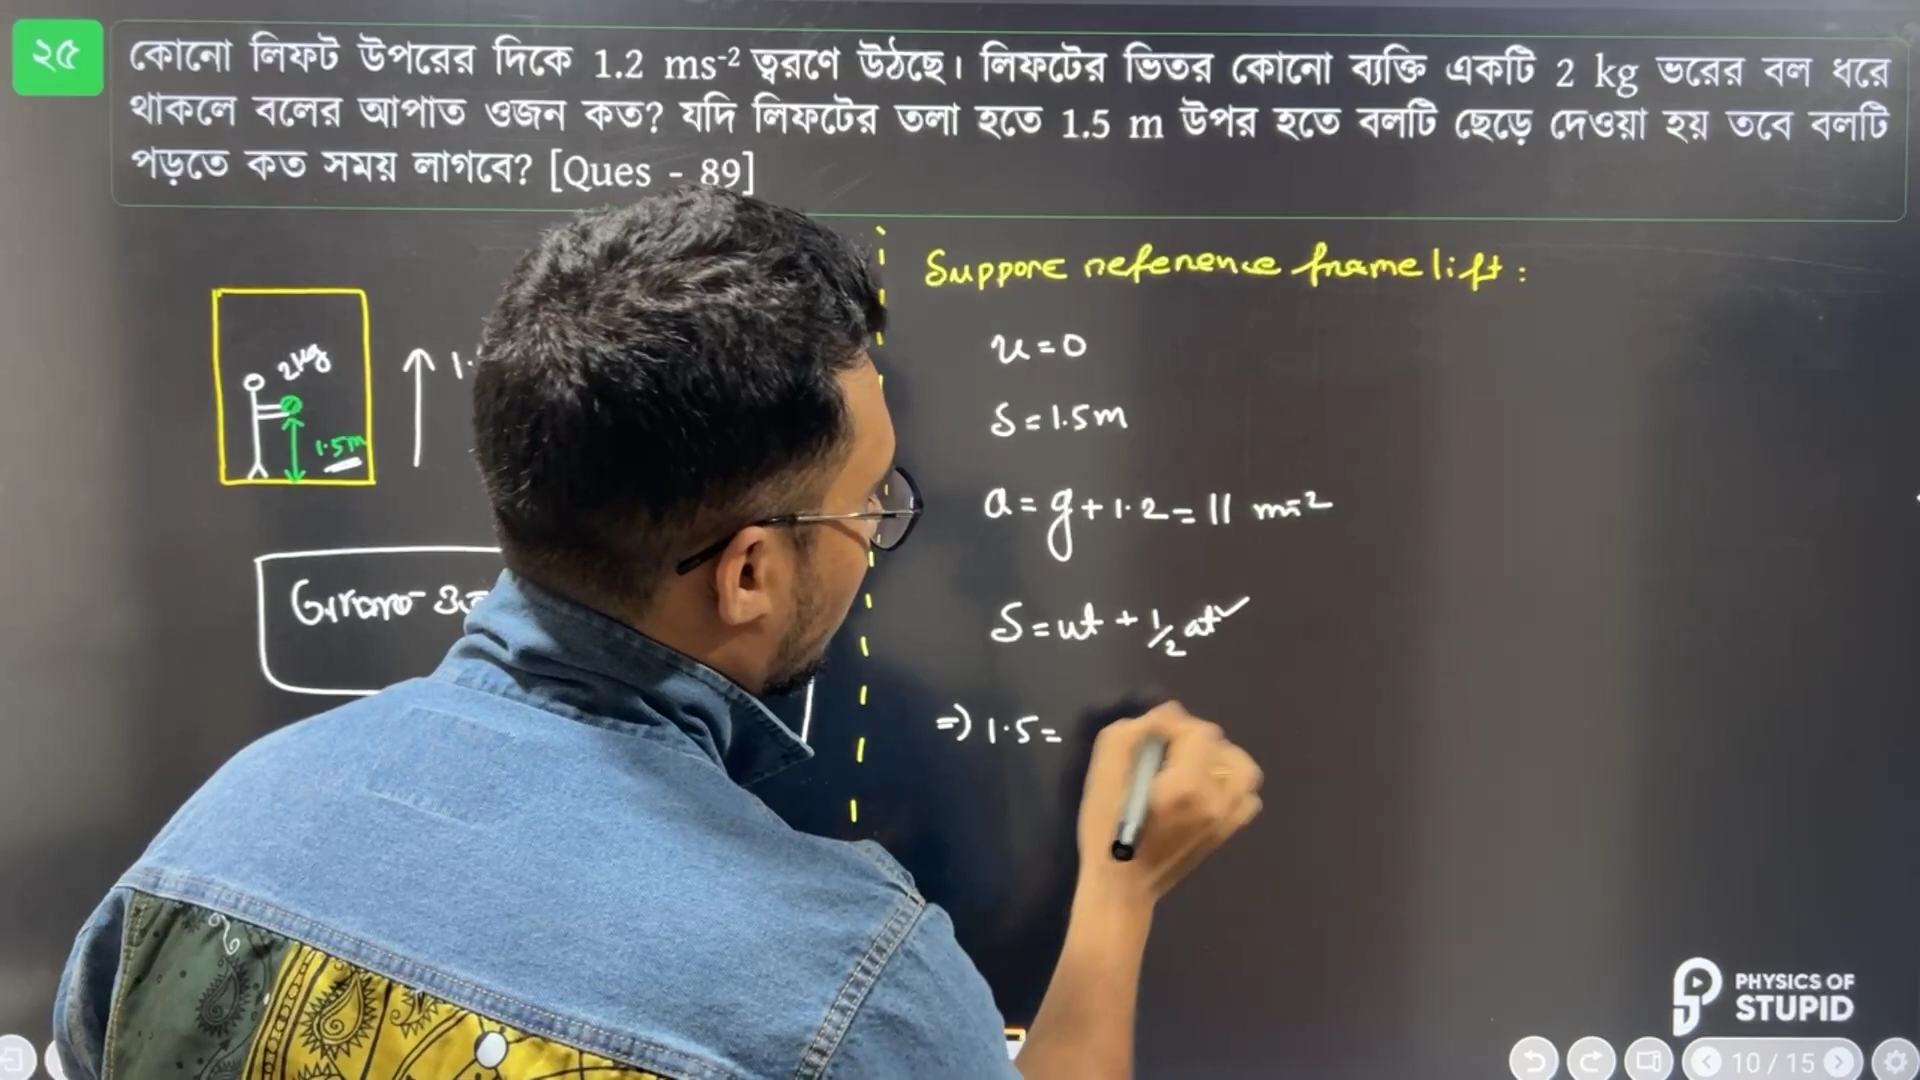 ২৫
কোনো লিফট উপরের দিকে 1.2 ms⁻² ত্বরণে উঠছে। লিফটের ভিতর কোনো ব্যক্তি একটি 2 kg ভরের বল ধরে
থাকলে বলের আপাত ওজন কত? যদি লিফটের তলা হতে 1.5 m উপর হতে বলটি ছেড়ে দেওয়া হয় তবে বলটি
পড়তে কত সময় লাগবে? [Ques - 89]
2kg
1.5m
Suppore reference frame lift :
u = 0
S = 1.5m
a = g + 1.2 = 11 ms⁻²
S = ut + 1/2 at²
⇒ 1.5 =
PHYSICS OF
STUPID
10 / 15